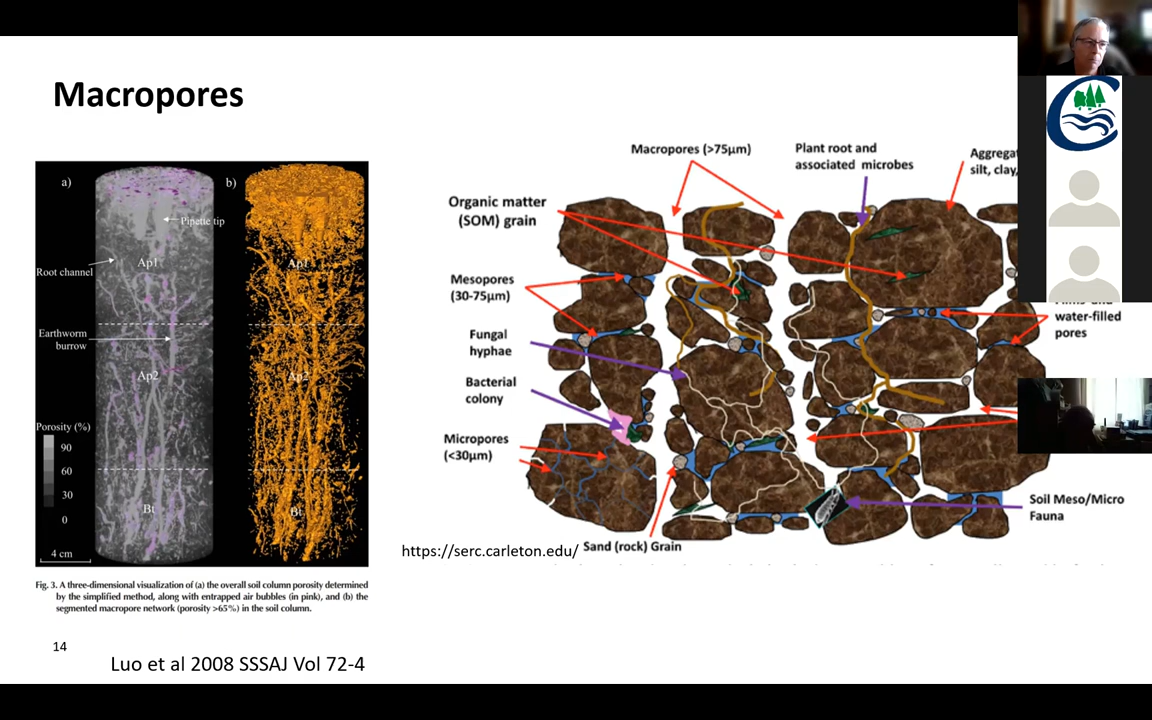 Macropores
a)
b)
Pipette tip
Ap1
Ap1
Root channel
Earthworm
burrow
Ap2
Ap2
Porosity (%)
90
60
30
0
Bt
Bt
4 cm
Fig. 3. A three-dimensional visualization of (a) the overall soil column porosity determined
by the simplified method, along with entrapped air bubbles (in pink), and (b) the
segmented macropore network (porosity >65%) in the soil column.
14
Luo et al 2008 SSSAJ Vol 72-4
Macropores (>75µm)
Plant root and
associated microbes
silt, clay,
Organic matter
(SOM) grain
Mesopores
(30-75µm)
Fungal
hyphae
Bacterial
colony
Micropores
(<30µm)
water-filled
pores
Soil Meso/Micro
Fauna
https://serc.carleton.edu/
Sand (rock) Grain